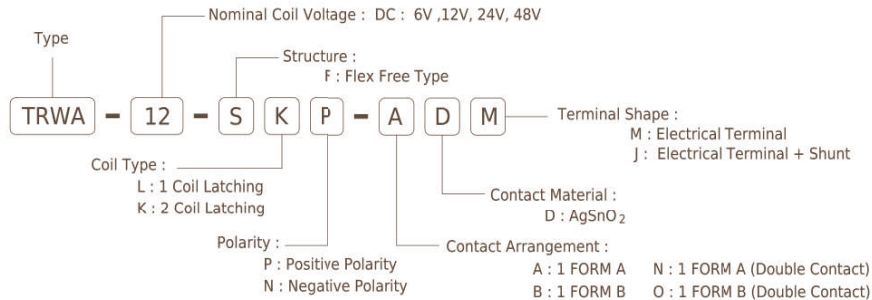 Nominal Coil Voltage : DC : 6V ,12V, 24V, 48V
Type
Structure :
F : Flex Free Type
TRWA - 12 - S K P - A D M
Terminal Shape :
M : Electrical Terminal
J : Electrical Terminal + Shunt
Coil Type :
L : 1 Coil Latching
K : 2 Coil Latching
Contact Material :
D : AgSnO₂
Polarity :
P : Positive Polarity
N : Negative Polarity
Contact Arrangement :
A : 1 FORM A N : 1 FORM A (Double Contact)
B : 1 FORM B O : 1 FORM B (Double Contact)